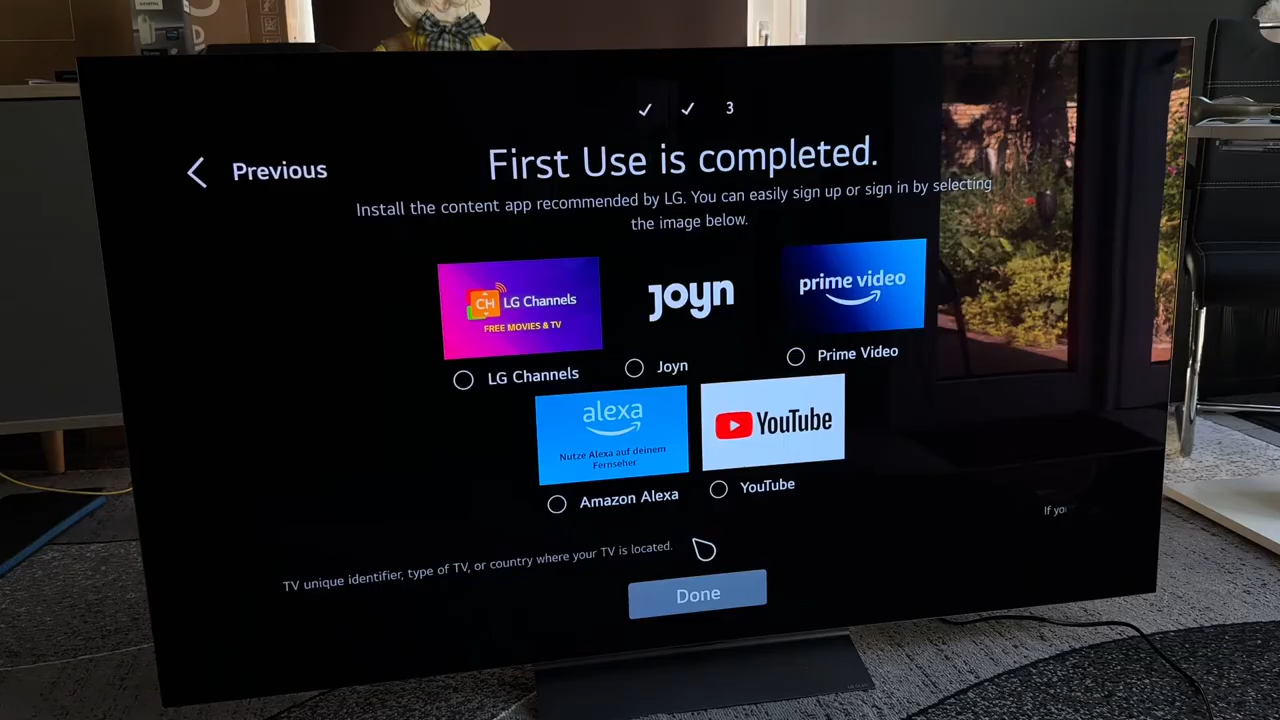 3
Previous
First Use is completed.
Install the content app recommended by LG. You can easily sign up or sign in by selecting
the image below.
CH LG Channels
FREE MOVIES & TV
Joyn
prime video
LG Channels
Joyn
Prime Video
alexa
Nutze Alexa auf deinem
Fernseher
YouTube
Amazon Alexa
YouTube
If you
TV unique identifier, type of TV, or country where your TV is located.
Done